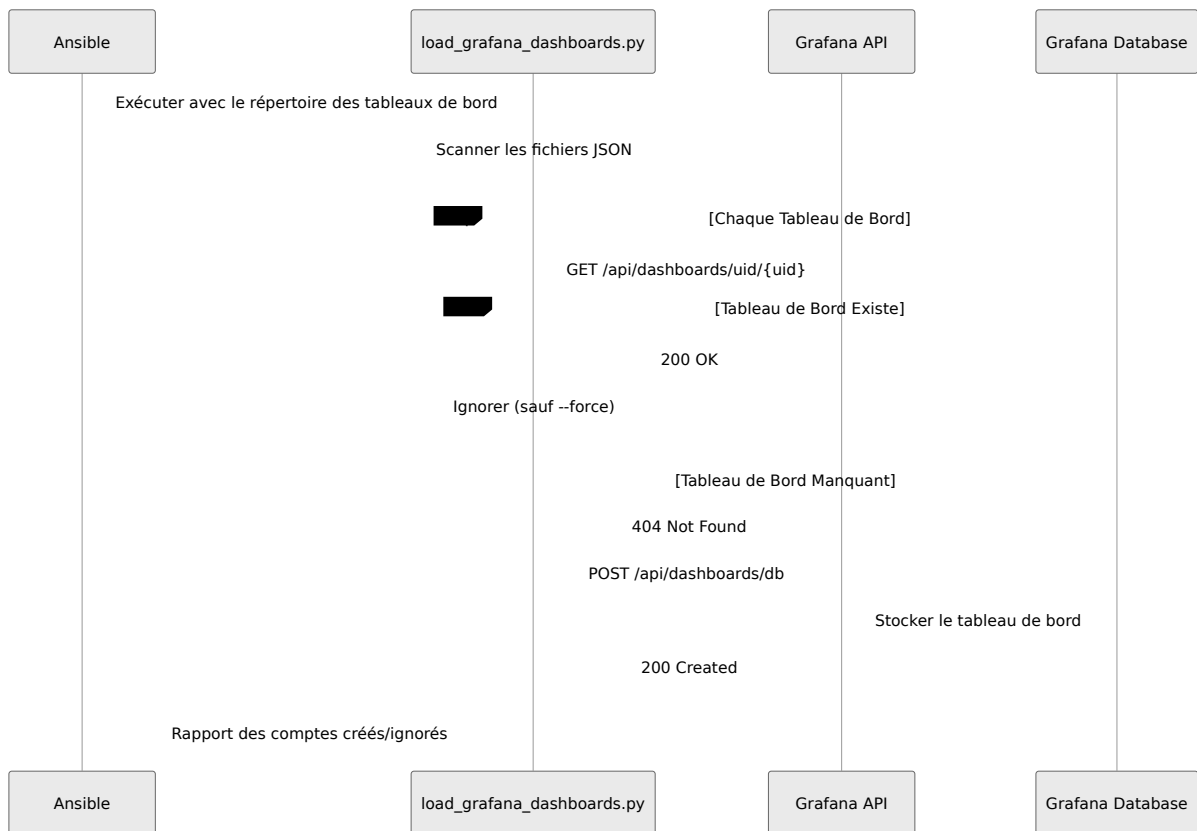 Ansible
load_grafana_dashboards.py
Grafana API
Grafana Database
Exécuter avec le répertoire des tableaux de bord
Scanner les fichiers JSON
[Chaque Tableau de Bord]
GET /api/dashboards/uid/{uid}
[Tableau de Bord Existe]
200 OK
Ignorer (sauf --force)
[Tableau de Bord Manquant]
404 Not Found
POST /api/dashboards/db
Stocker le tableau de bord
200 Created
Rapport des comptes créés/ignorés
Ansible
load_grafana_dashboards.py
Grafana API
Grafana Database